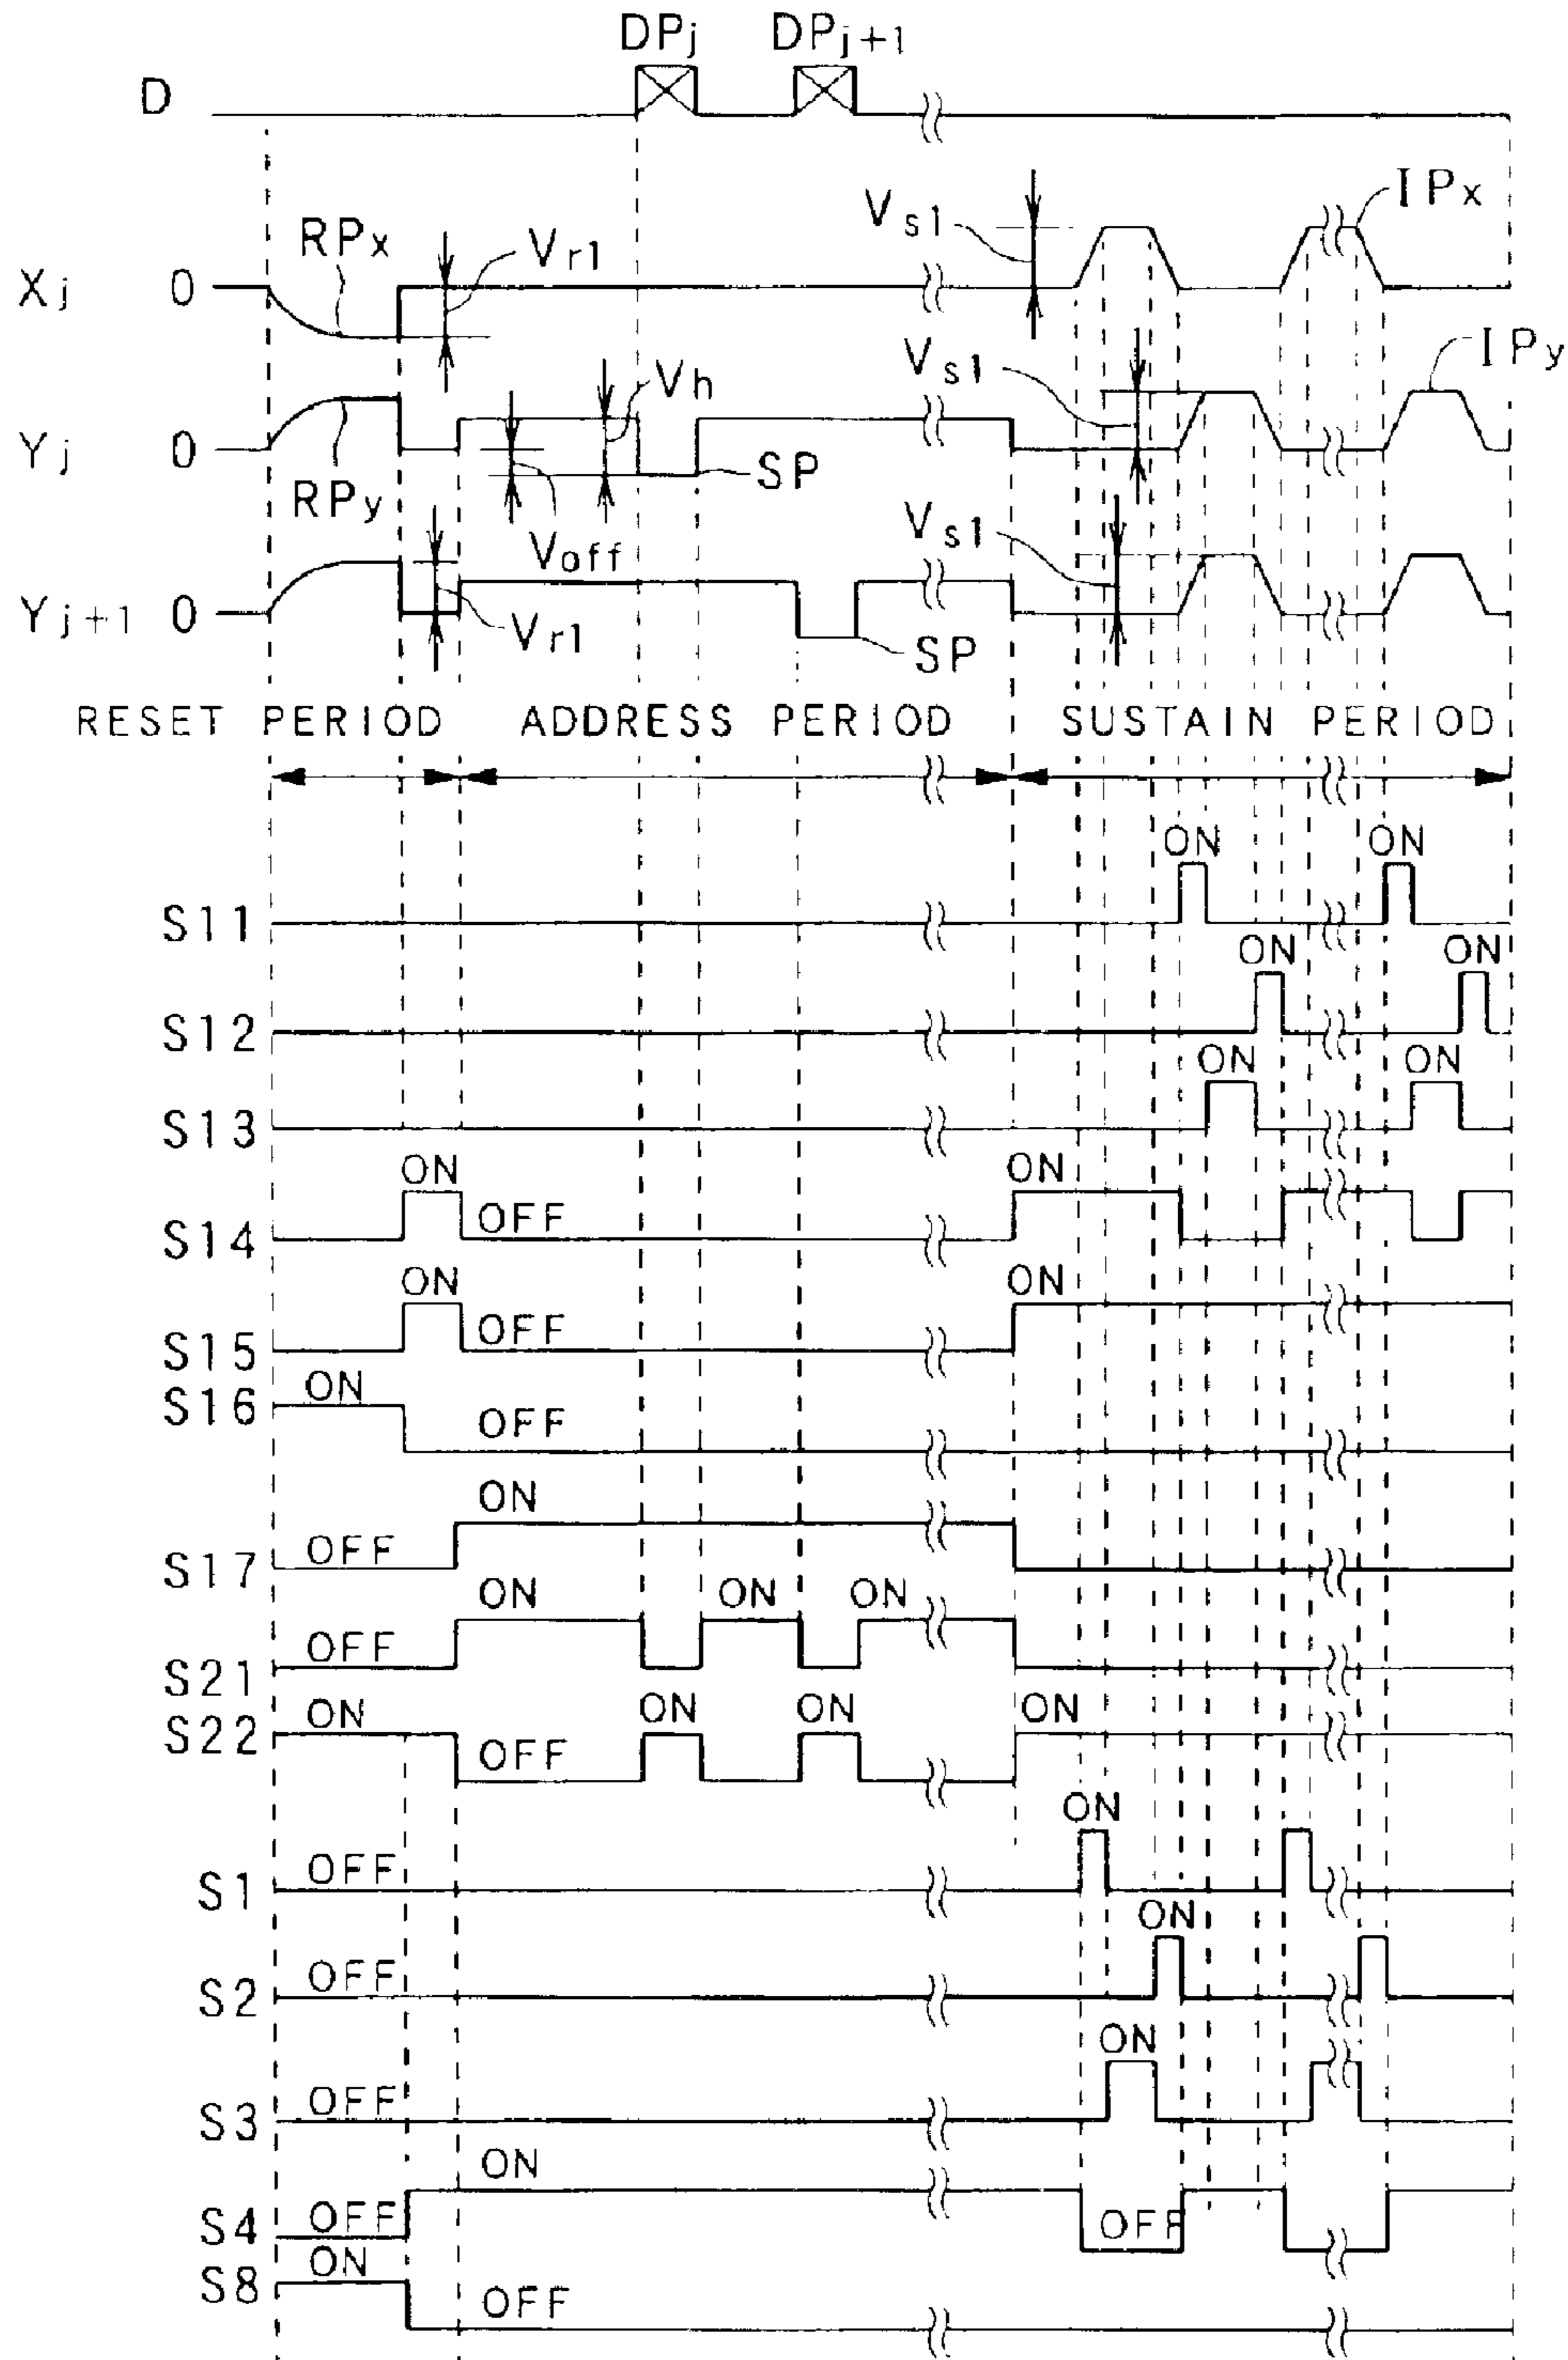 DPj DPj+1
D
Vs1 IPx
RPx Vr1
Xj 0
Vs1 IPy
Vh
Yj 0
SP
RPy
Voff Vs1
Yj+1 0
Vr1
SP
RESET PERIOD ADDRESS PERIOD SUSTAIN PERIOD
ON ON
S11
ON ON
S12
ON ON
S13
ON ON
S14 OFF
ON ON
S15 OFF
S16 ON
OFF
ON
S17 OFF
ON ON ON
S21 OFF
S22 ON ON ON ON
OFF
ON
S1 OFF
ON
S2 OFF
ON
S3 OFF
ON
S4 OFF OFF
S8 ON
OFF